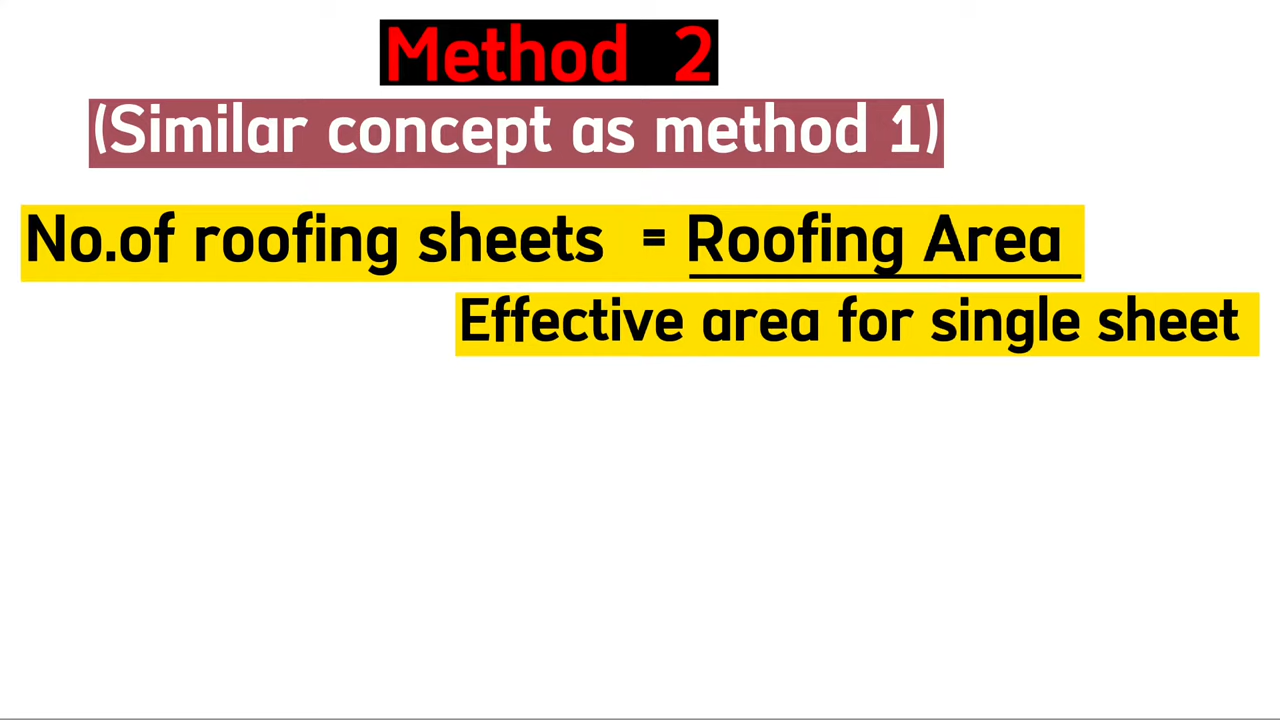 Method 2
(Similar concept as method 1)
No.of roofing sheets = Roofing Area
Effective area for single sheet